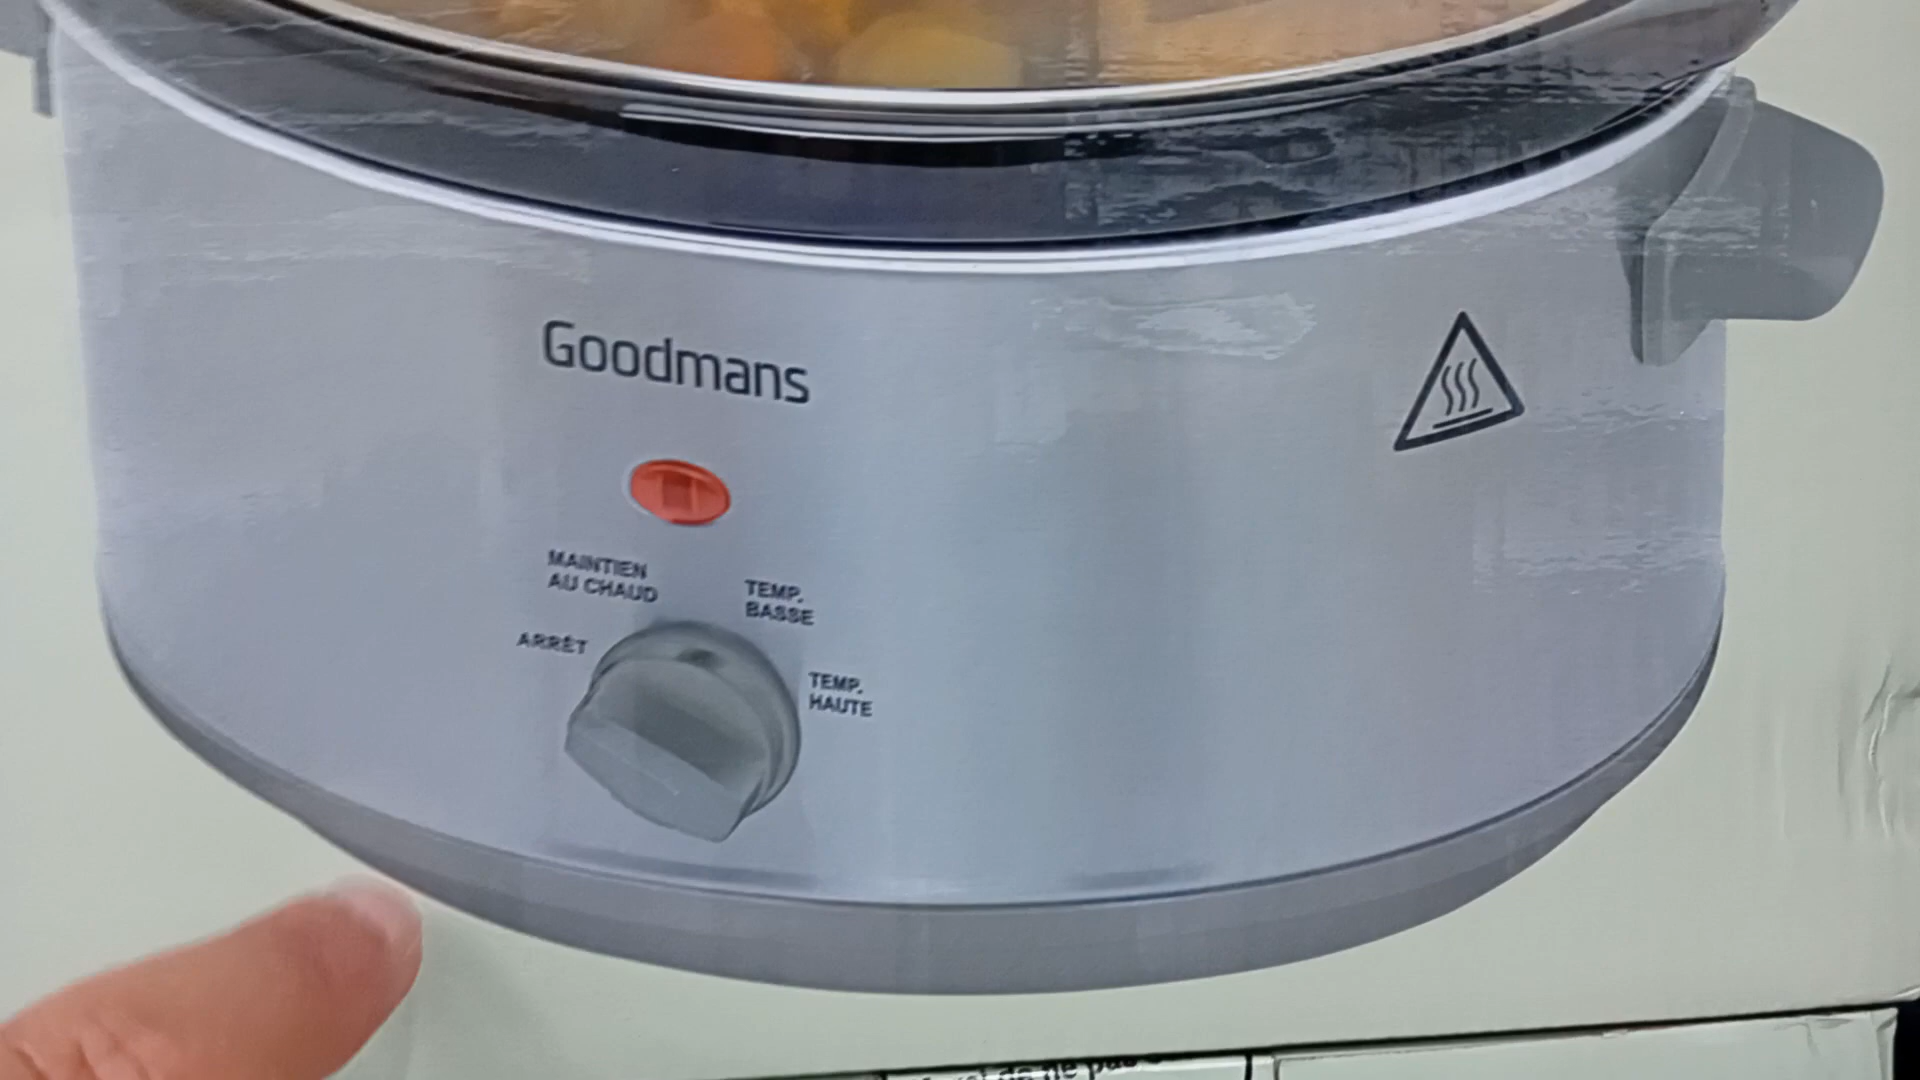 Goodmans
MAINTIEN
AU CHAUD
TEMP.
BASSE
ARRÊT
TEMP.
HAUTE